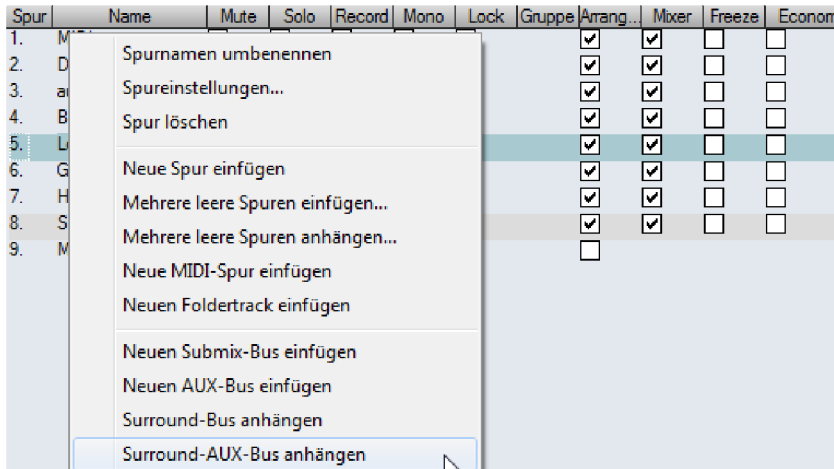 Spur Name Mute Solo Record Mono Lock Gruppe Arrang... Mixer Freeze Econom
1.
2. D
3.
4. B
5.
6. G
7. H
8. S
9. M
Spurnamen umbenennen
Spureinstellungen...
Spur löschen
Neue Spur einfügen
Mehrere leere Spuren einfügen...
Mehrere leere Spuren anhängen...
Neue MIDI-Spur einfügen
Neuen Foldertrack einfügen
Neuen Submix-Bus einfügen
Neuen AUX-Bus einfügen
Surround-Bus anhängen
Surround-AUX-Bus anhängen